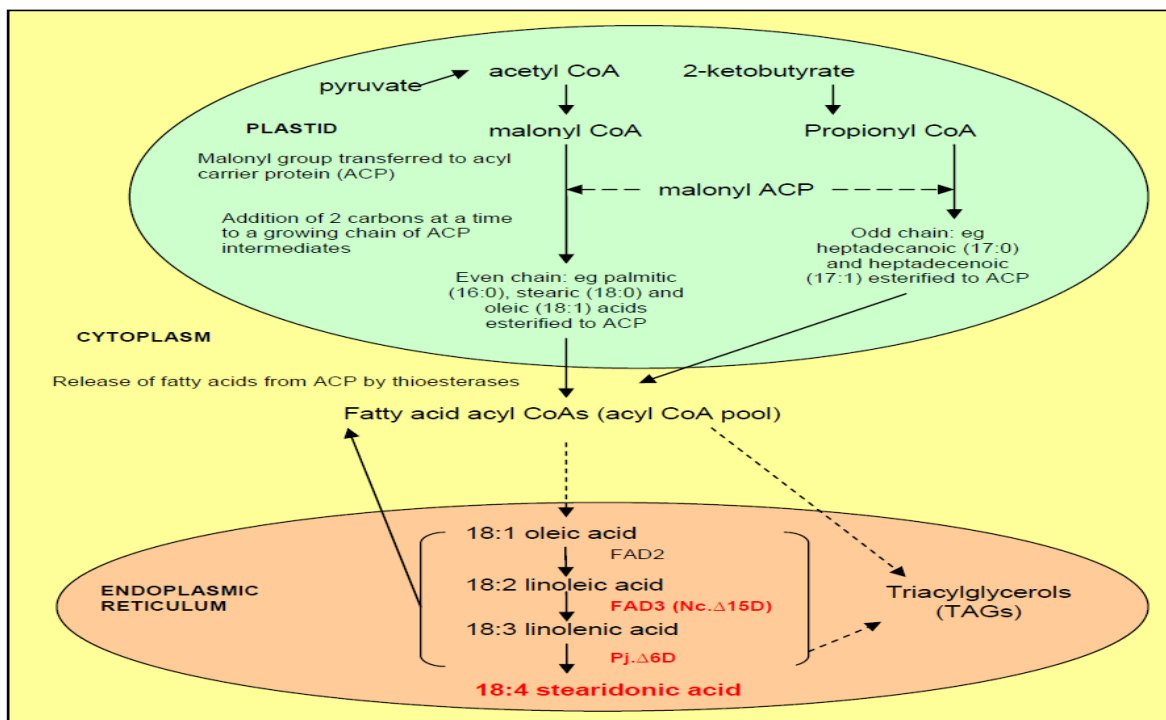 pyruvate
acetyl CoA
2-ketobutyrate
PLASTID
malonyl CoA
Propionyl CoA
Malonyl group transferred to acyl
carrier protein (ACP)
malonyl ACP
Addition of 2 carbons at a time
to a growing chain of ACP
intermediates
Odd chain: eg
heptadecanoic (17:0)
and heptadecenoic
(17:1) esterified to ACP
Even chain: eg palmitic
(16:0), stearic (18:0) and
oleic (18:1) acids
esterified to ACP
CYTOPLASM
Release of fatty acids from ACP by thioesterases
Fatty acid acyl CoAs (acyl CoA pool)
18:1 oleic acid
FAD2
ENDOPLASMIC
RETICULUM
18:2 linoleic acid
FAD3 (Nc.Δ15D)
18:3 linolenic acid
Pj.Δ6D
18:4 stearidonic acid
Triacylglycerols
(TAGs)